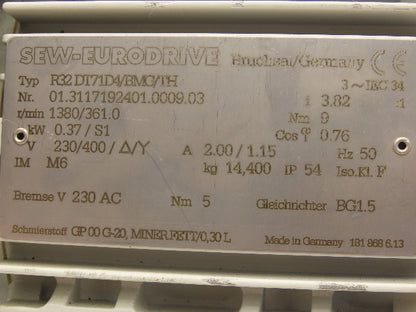 SEW-EURODRIVE Bruchsal/Germany CE
Typ R32 DT71D4/BMG/TH 3~IEC 34
Nr. 01.3117192401.0009.03 i 3.82 :1
r/min 1380/361.0 Nm 9
kW 0.37 / S1 Cos φ 0.76
V 230/400 / Δ/Y A 2.00 / 1.15 Hz 50
IM M6 kg 14,400 IP 54 Iso.Kl. F
Bremse V 230 AC Nm 5 Gleichrichter BG1.5
Schmierstoff GP 00 G-20, MINER.FETT/0,30 L Made in Germany 181 868 6.13